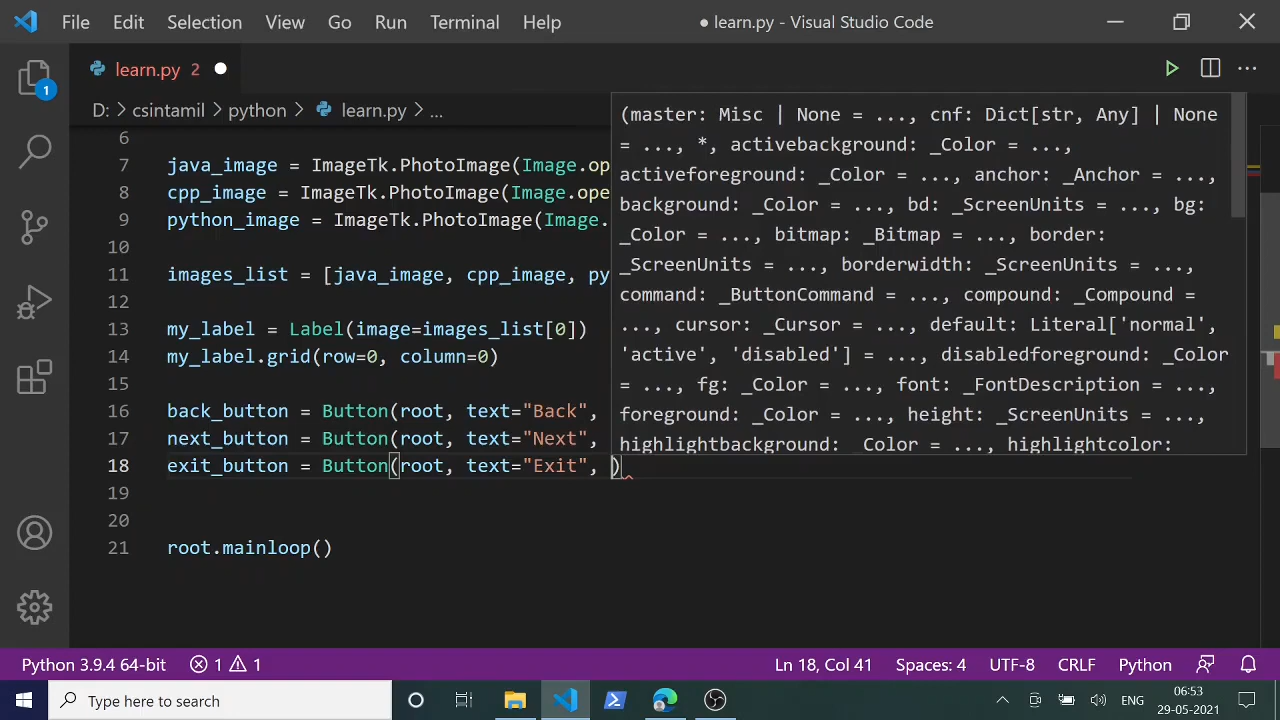 File Edit Selection View Go Run Terminal Help ● learn.py - Visual Studio Code
learn.py 2
D: > csintamil > python > learn.py > ...
6
7 java_image = ImageTk.PhotoImage(Image.op
8 cpp_image = ImageTk.PhotoImage(Image.ope
9 python_image = ImageTk.PhotoImage(Image.
10
11 images_list = [java_image, cpp_image, py
12
13 my_label = Label(image=images_list[0])
14 my_label.grid(row=0, column=0)
15
16 back_button = Button(root, text="Back",
17 next_button = Button(root, text="Next",
18 exit_button = Button(root, text="Exit", )
19
20
21 root.mainloop()
(master: Misc | None = ..., cnf: Dict[str, Any] | None
= ..., *, activebackground: _Color = ...,
activeforeground: _Color = ..., anchor: _Anchor = ...,
background: _Color = ..., bd: _ScreenUnits = ..., bg:
_Color = ..., bitmap: _Bitmap = ..., border:
_ScreenUnits = ..., borderwidth: _ScreenUnits = ...,
command: _ButtonCommand = ..., compound: _Compound =
..., cursor: _Cursor = ..., default: Literal['normal',
'active', 'disabled'] = ..., disabledforeground: _Color
= ..., fg: _Color = ..., font: _FontDescription = ...,
foreground: _Color = ..., height: _ScreenUnits = ...,
highlightbackground: _Color = ..., highlightcolor:
1
Python 3.9.4 64-bit 1 1 Ln 18, Col 41 Spaces: 4 UTF-8 CRLF Python
Type here to search ENG 06:53
29-05-2021